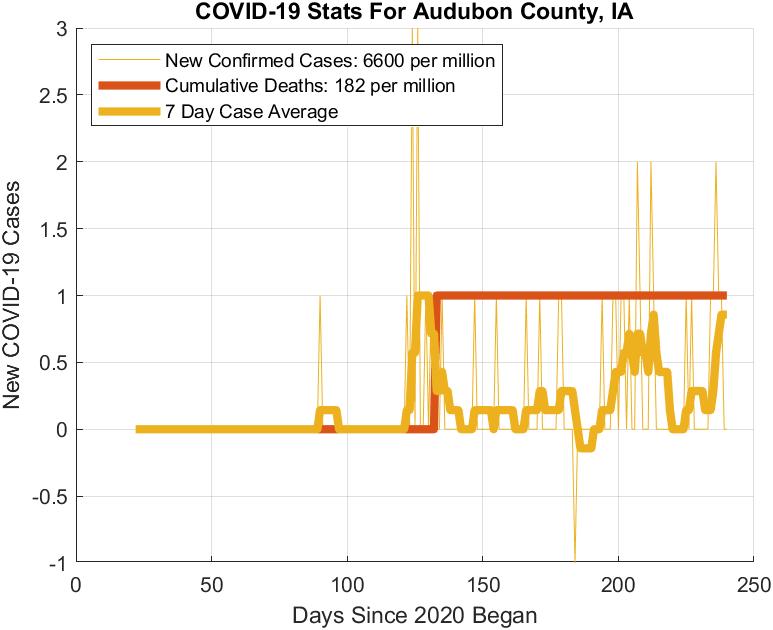 COVID-19 Stats For Audubon County, IA
New Confirmed Cases: 6600 per million
Cumulative Deaths: 182 per million
7 Day Case Average
New COVID-19 Cases
3
2.5
2
1.5
1
0.5
0
-0.5
-1
0 50 100 150 200 250
Days Since 2020 Began